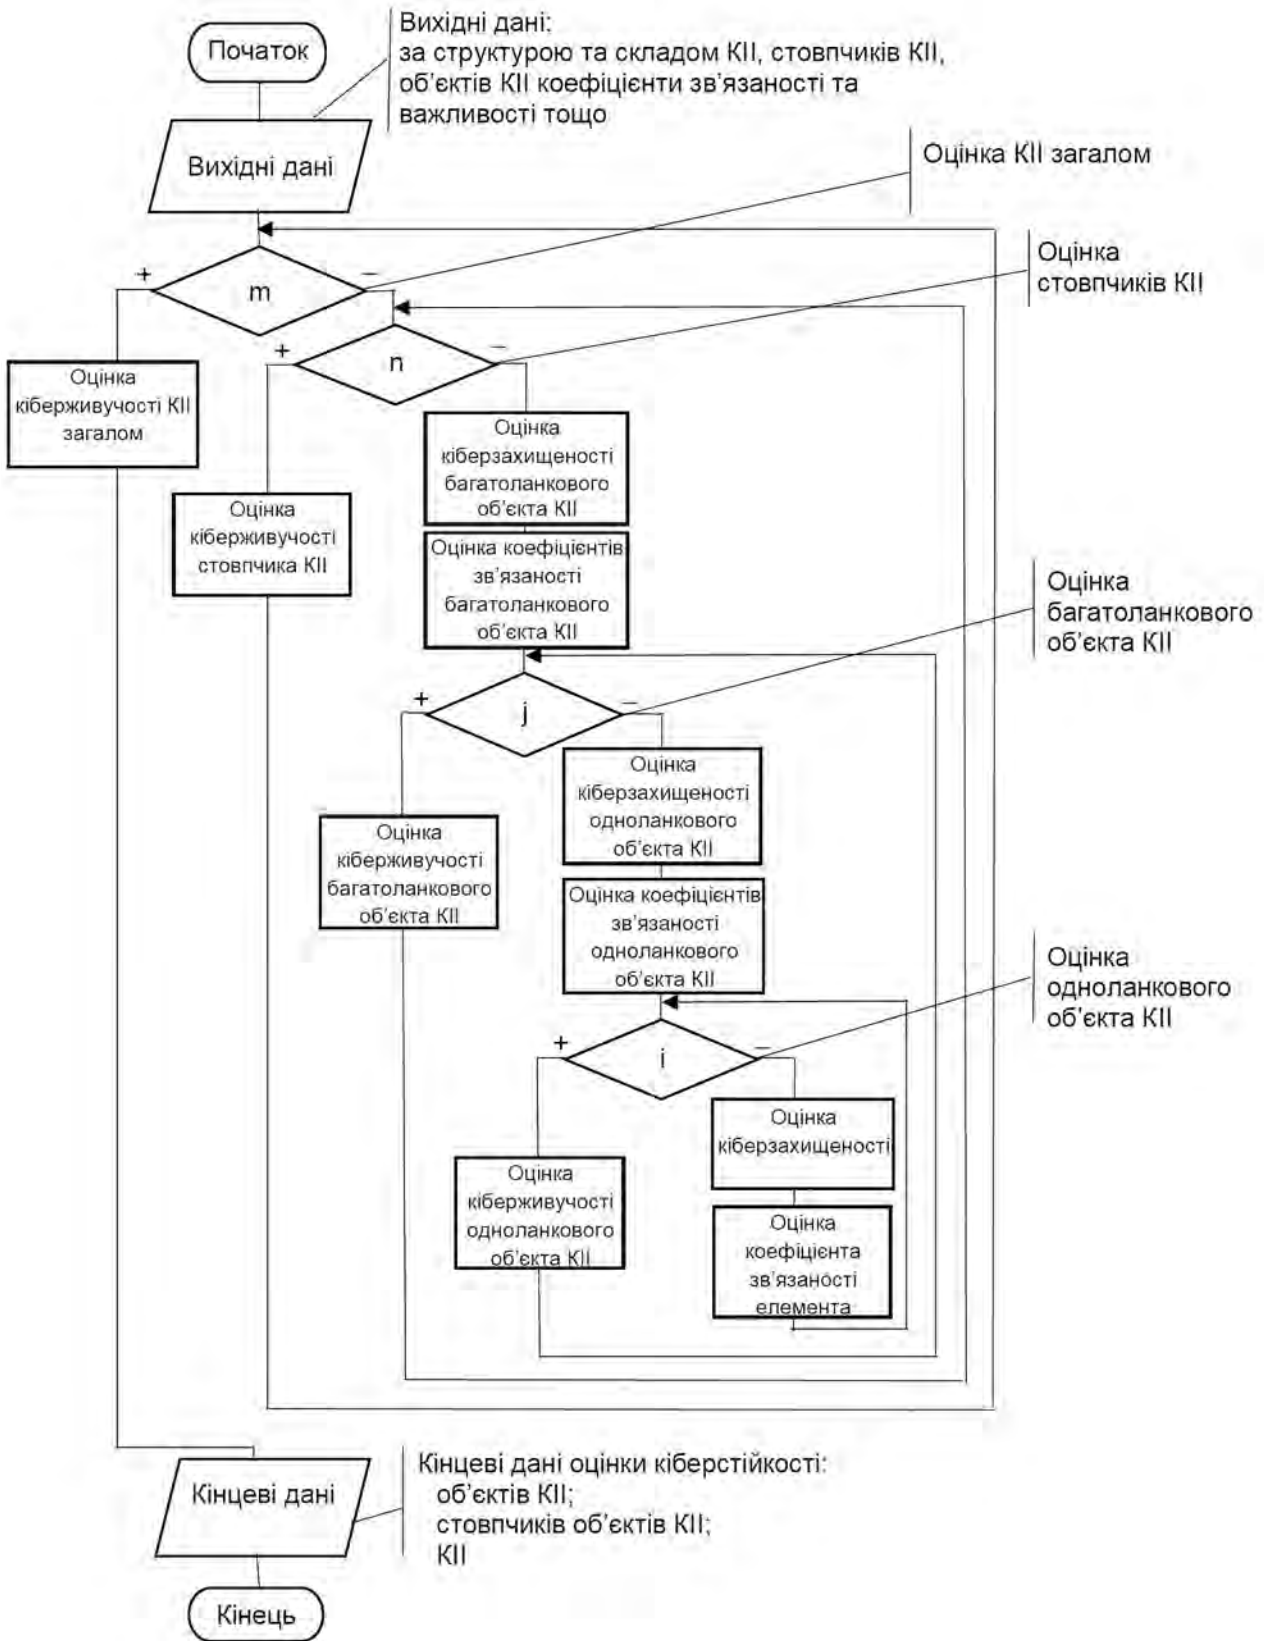 Початок
Вихідні дані:
за структурою та складом КІІ, стовпчиків КІІ,
об'єктів КІІ коефіцієнти зв'язаності та
важливості тощо
Вихідні дані
Оцінка КІІ загалом
+
m
–
Оцінка
стовпчиків КІІ
+
n
–
Оцінка
кіберживучості КІІ
загалом
Оцінка
кіберзахищеності
багатоланкового
об'єкта КІІ
Оцінка
кіберживучості
стовпчика КІІ
Оцінка коефіцієнтів
зв'язаності
багатоланкового
об'єкта КІІ
Оцінка
багатоланкового
об'єкта КІІ
+
j
–
Оцінка
кіберзахищеності
одноланкового
об'єкта КІІ
Оцінка
кіберживучості
багатоланкового
об'єкта КІІ
Оцінка коефіцієнтів
зв'язаності
одноланкового
об'єкта КІІ
Оцінка
одноланкового
об'єкта КІІ
+
i
–
Оцінка
кіберзахищеності
Оцінка
кіберживучості
одноланкового
об'єкта КІІ
Оцінка
коефіцієнта
зв'язаності
елемента
Кінцеві дані
Кінцеві дані оцінки кіберстійкості:
об'єктів КІІ;
стовпчиків об'єктів КІІ;
КІІ
Кінець